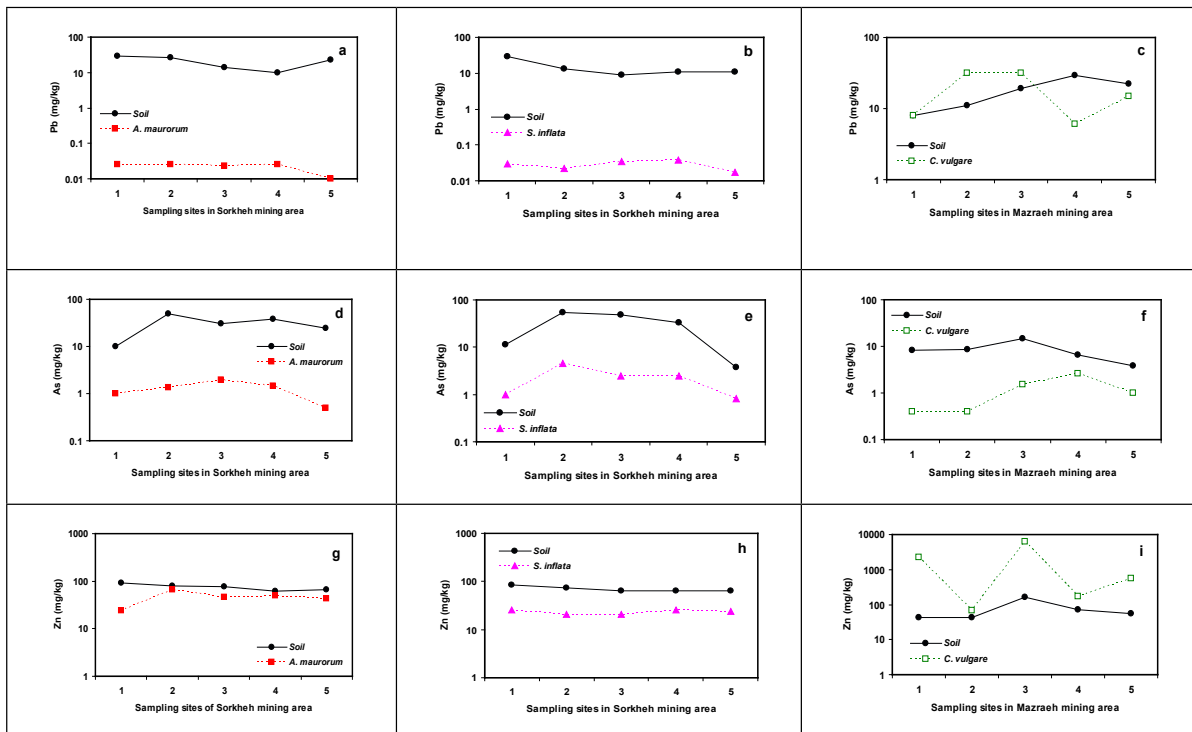 a
100
10
1
0.1
0.01
Pb (mg/kg)
Soil
A. maurorum
1 2 3 4 5
Sampling sites in Sorkheh mining area
b
100
10
1
0.1
0.01
Pb (mg/kg)
Soil
S. inflata
1 2 3 4 5
Sampling sites in Sorkheh mining area
c
100
10
1
Pb (mg/kg)
Soil
C. vulgare
1 2 3 4 5
Sampling sites in Mazraeh mining area
d
100
10
1
0.1
As (mg/kg)
Soil
A. maurorum
1 2 3 4 5
Sampling sites in Sorkheh mining area
e
100
10
1
0.1
As (mg/kg)
Soil
S. inflata
1 2 3 4 5
Sampling sites in Sorkheh mining area
f
100
10
1
0.1
As (mg/kg)
Soil
C. vulgare
1 2 3 4 5
Sampling sites in Mazraeh mining area
g
1000
100
10
1
Zn (mg/kg)
Soil
A. maurorum
1 2 3 4 5
Sampling sites of Sorkheh mining area
h
1000
100
10
1
Zn (mg/kg)
Soil
S. inflata
1 2 3 4 5
Sampling sites in Sorkheh mining area
i
10000
1000
100
10
1
Zn (mg/kg)
Soil
C. vulgare
1 2 3 4 5
Sampling sites in Mazraeh mining area